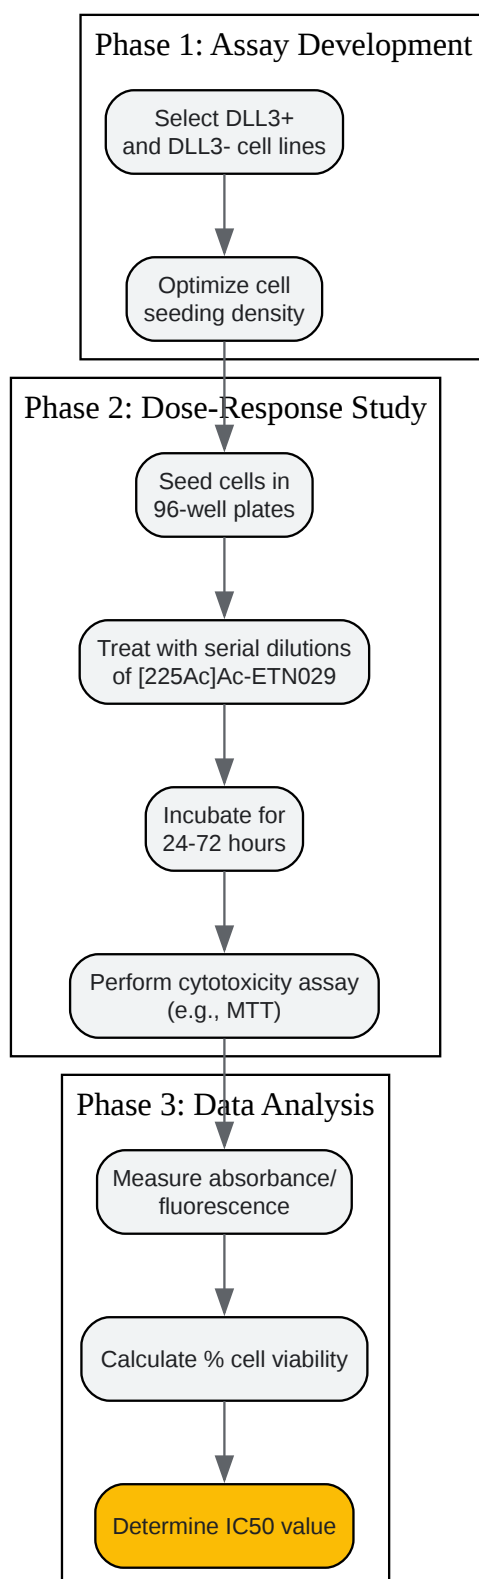 Phase 1: Assay Development
Select DLL3+
and DLL3- cell lines
Optimize cell
seeding density
Phase 2: Dose-Response Study
Seed cells in
96-well plates
Treat with serial dilutions
of [225Ac]Ac-ETN029
Incubate for
24-72 hours
Perform cytotoxicity assay
(e.g., MTT)
Phase 3: Data Analysis
Measure absorbance/
fluorescence
Calculate % cell viability
Determine IC50 value